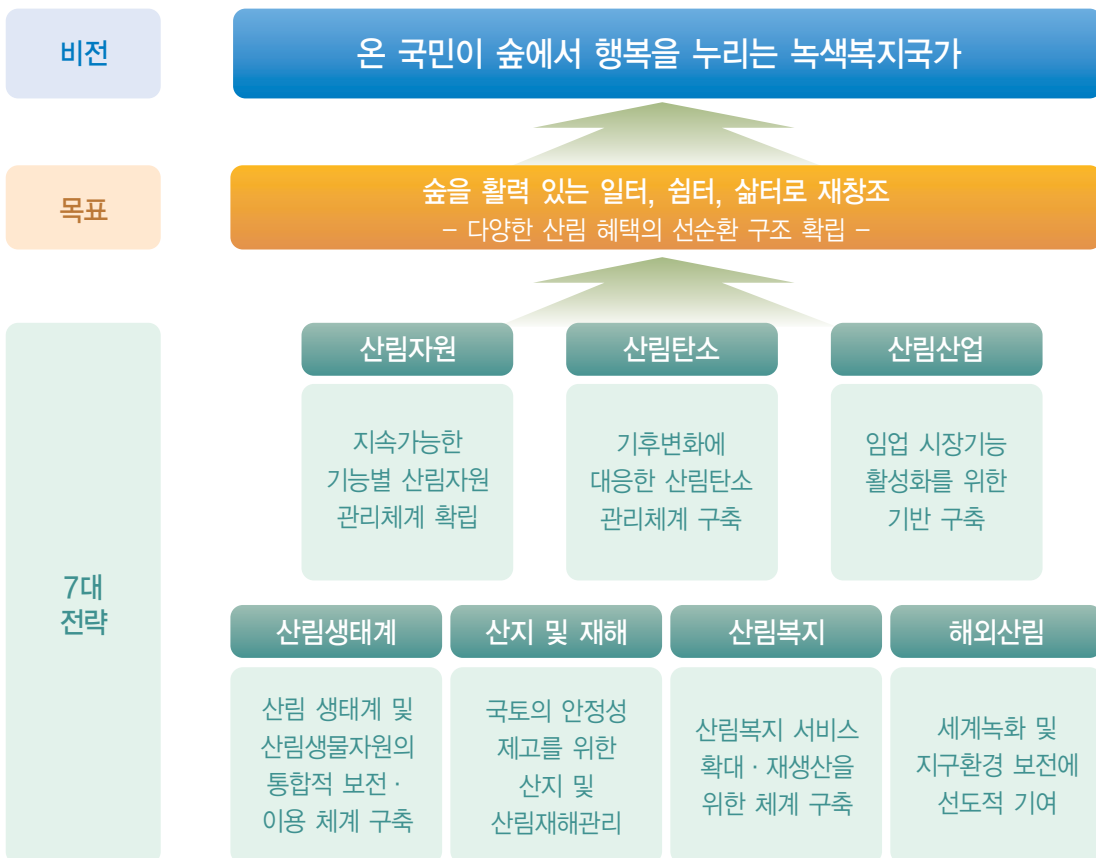 비전
온 국민이 숲에서 행복을 누리는 녹색복지국가
목표
숲을 활력 있는 일터, 쉼터, 삶터로 재창조
– 다양한 산림 혜택의 선순환 구조 확립 –
7대
전략
산림자원
지속가능한
기능별 산림자원
관리체계 확립
산림탄소
기후변화에
대응한 산림탄소
관리체계 구축
산림산업
임업 시장기능
활성화를 위한
기반 구축
산림생태계
산림 생태계 및
산림생물자원의
통합적 보전 ·
이용 체계 구축
산지 및 재해
국토의 안정성
제고를 위한
산지 및
산림재해관리
산림복지
산림복지 서비스
확대 · 재생산을
위한 체계 구축
해외산림
세계녹화 및
지구환경 보전에
선도적 기여